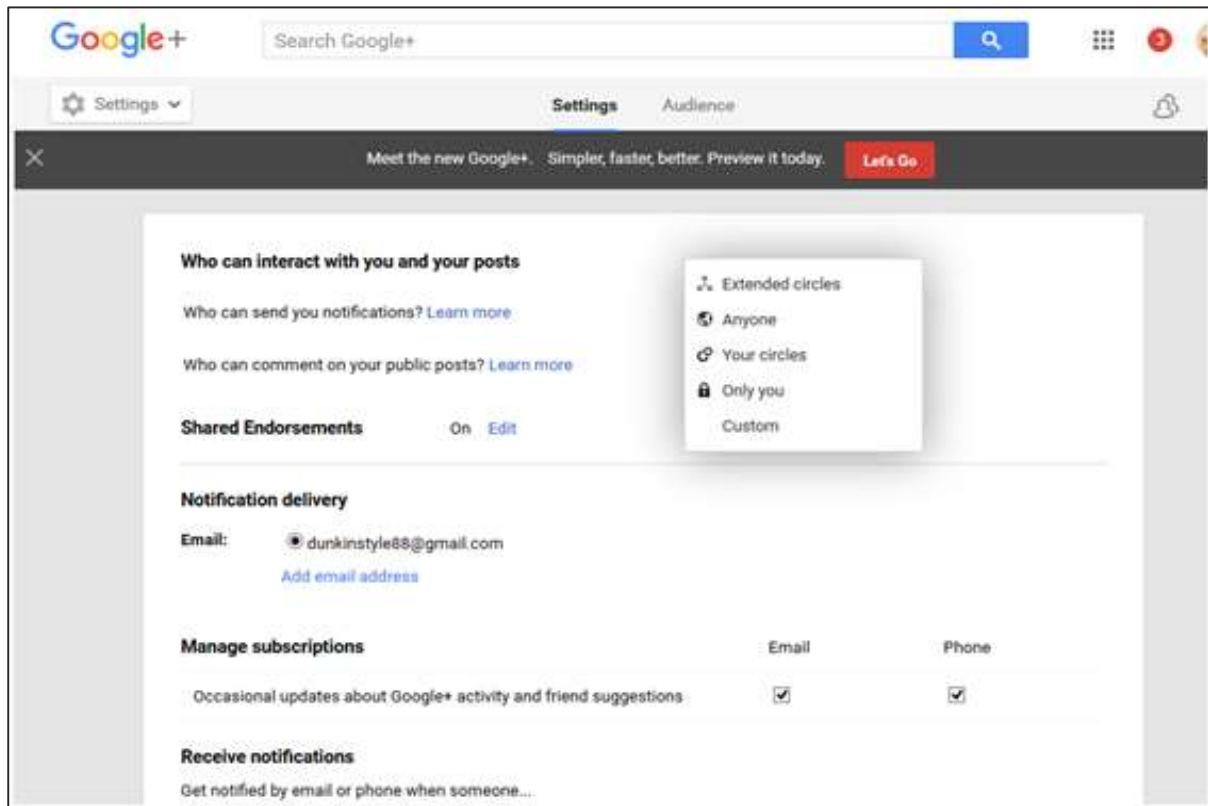 Google+
Search Google+
3
Settings
Settings Audience
Meet the new Google+. Simpler, faster, better. Preview it today. Let's Go
Who can interact with you and your posts
Who can send you notifications? Learn more
Who can comment on your public posts? Learn more
Extended circles
Anyone
Your circles
Only you
Custom
Shared Endorsements On Edit
Notification delivery
Email: dunkinstyle88@gmail.com
Add email address
Manage subscriptions Email Phone
Occasional updates about Google+ activity and friend suggestions
Receive notifications
Get notified by email or phone when someone...